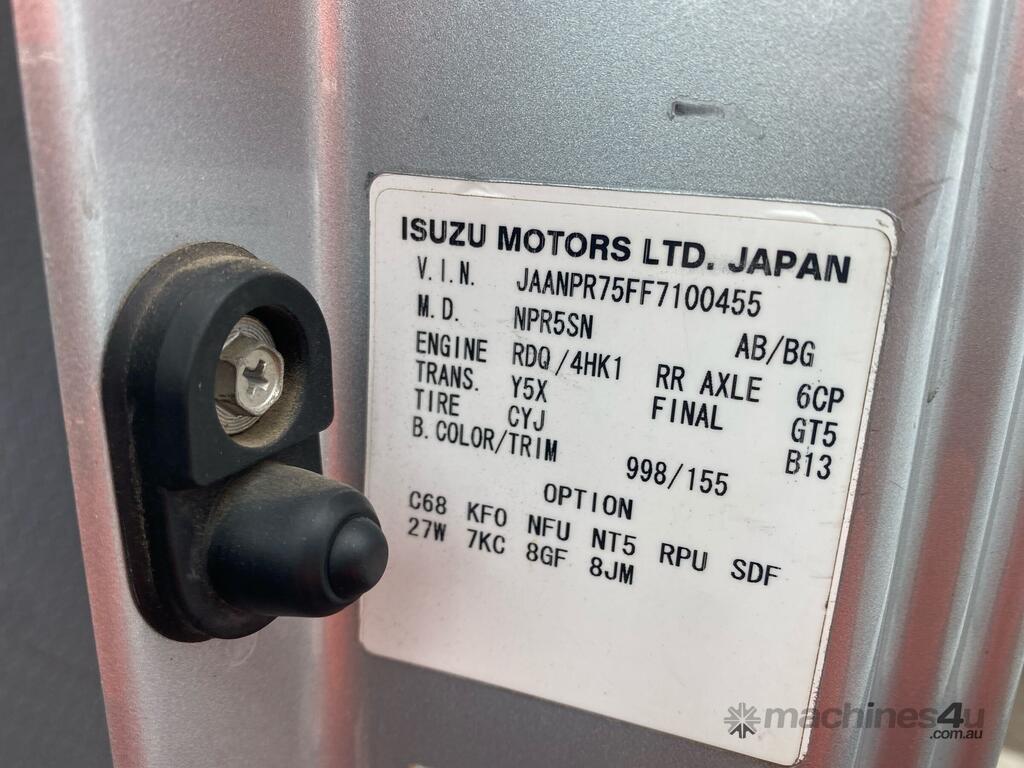 ISUZU MOTORS LTD. JAPAN
V.I.N. JAANPR75FF7100455
M.D. NPR5SN AB/BG
ENGINE RDQ/4HK1 RR AXLE 6CP
TRANS. Y5X FINAL GT5
TIRE CYJ B13
B.COLOR/TRIM 998/155
OPTION
C68 KFO NFU NT5 RPU SDF
27W 7KC 8GF 8JM
machines4u
.com.au